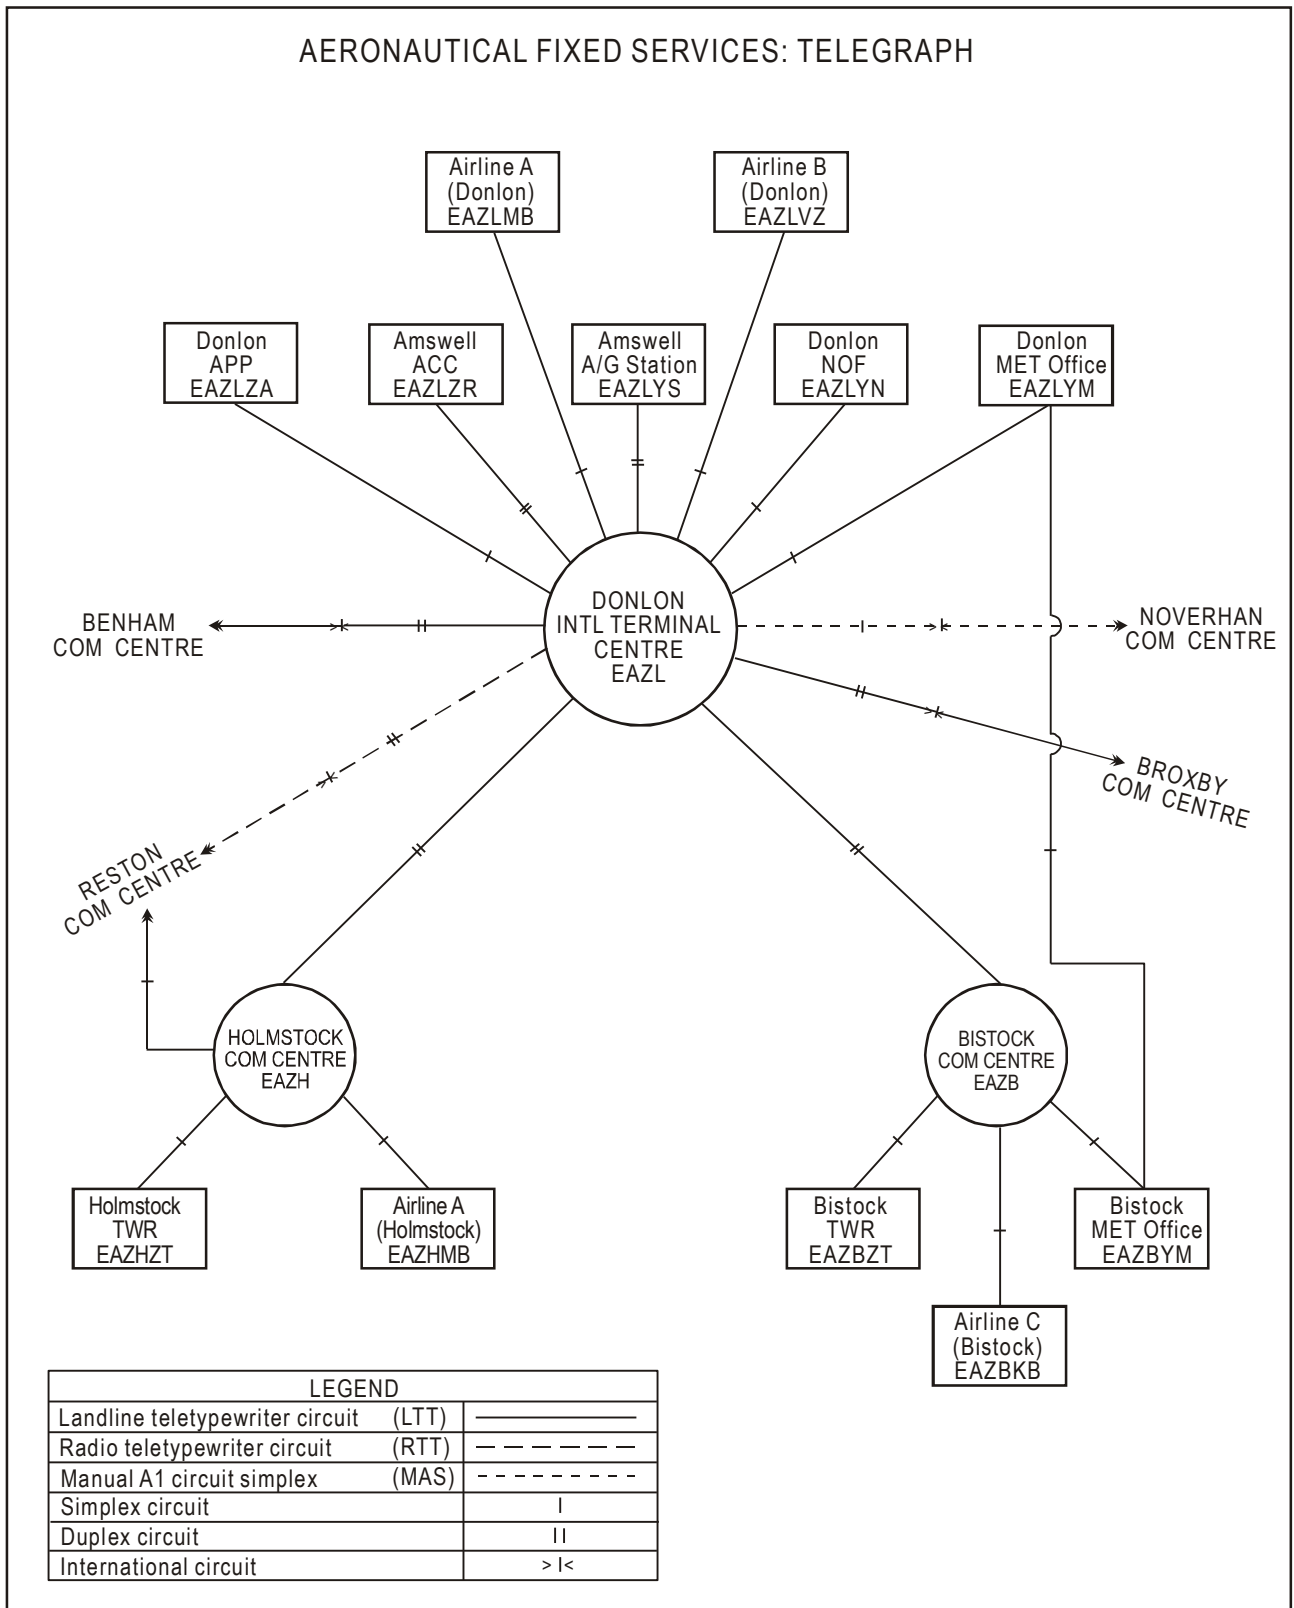 AERONAUTICAL FIXED SERVICES: TELEGRAPH
Airline A
(Donlon)
EAZLMB
Airline B
(Donlon)
EAZLVZ
Donlon
APP
EAZLZA
Amswell
ACC
EAZLZR
Amswell
A/G Station
EAZLYS
Donlon
NOF
EAZLYN
Donlon
MET Office
EAZLYM
BENHAM
COM CENTRE
DONLON
INTL TERMINAL
CENTRE
EAZL
NOVERHAN
COM CENTRE
BROXBY
COM CENTRE
RESTON
COM CENTRE
HOLMSTOCK
COM CENTRE
EAZH
BISTOCK
COM CENTRE
EAZB
Holmstock
TWR
EAZHZT
Airline A
(Holmstock)
EAZHMB
Bistock
TWR
EAZBZT
Bistock
MET Office
EAZBYM
Airline C
(Bistock)
EAZBKB
LEGEND
Landline teletypewriter circuit (LTT)
Radio teletypewriter circuit (RTT)
Manual A1 circuit simplex (MAS)
Simplex circuit I
Duplex circuit II
International circuit > I<